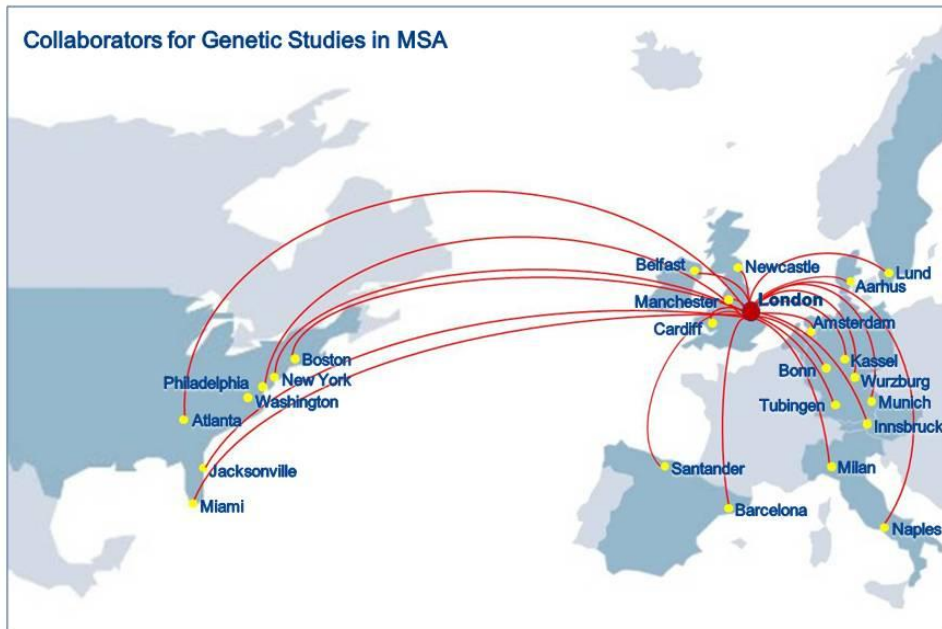 Collaborators for Genetic Studies in MSA
Belfast
Newcastle
Lund
Aarhus
Manchester
London
Cardiff
Amsterdam
Boston
Kassel
Philadelphia
New York
Bonn
Wurzburg
Washington
Tubingen
Munich
Atlanta
Innsbruck
Jacksonville
Santander
Milan
Miami
Barcelona
Naples